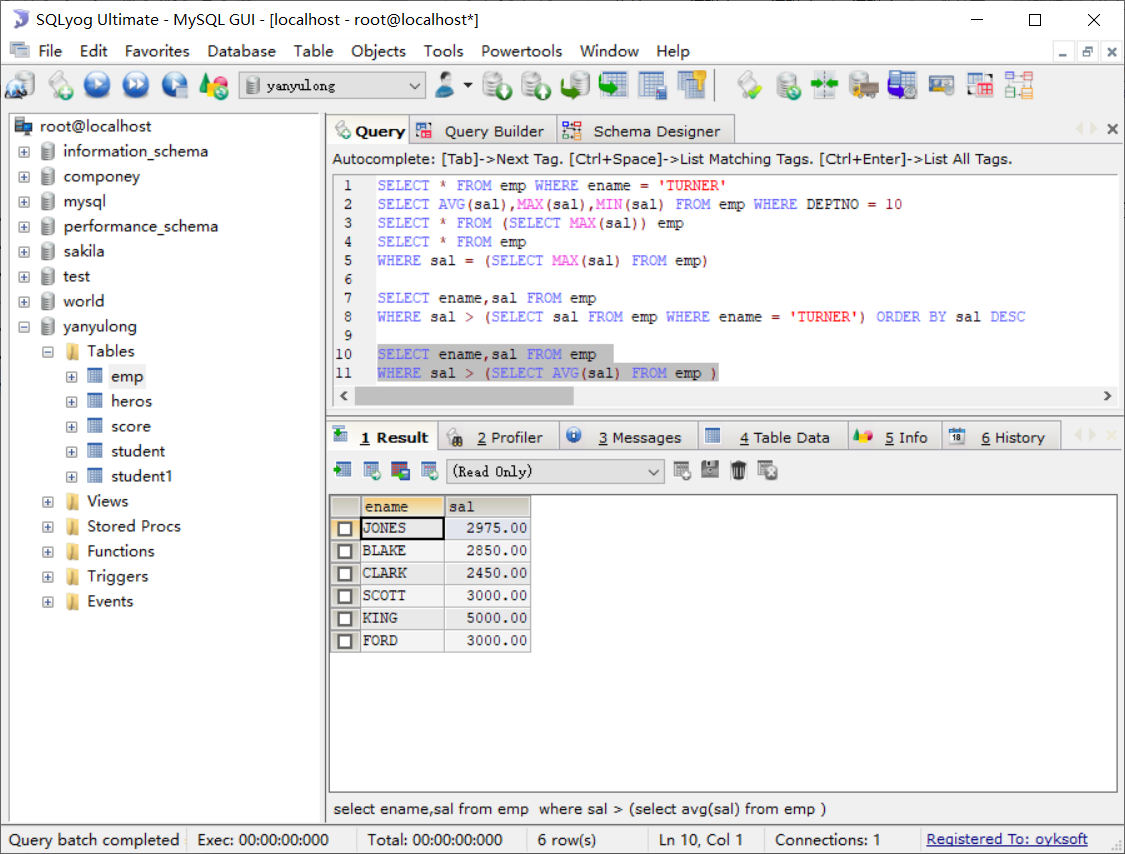 SQLyog Ultimate - MySQL GUI - [localhost - root@localhost*]
File Edit Favorites Database Table Objects Tools Powertools Window Help
yanyulong
root@localhost
information_schema
componey
mysql
performance_schema
sakila
test
world
yanyulong
Tables
emp
heros
score
student
student1
Views
Stored Procs
Functions
Triggers
Events
Query Query Builder Schema Designer
Autocomplete: [Tab]->Next Tag. [Ctrl+Space]->List Matching Tags. [Ctrl+Enter]->List All Tags.
1 SELECT * FROM emp WHERE ename = 'TURNER'
2 SELECT AVG(sal),MAX(sal),MIN(sal) FROM emp WHERE DEPTNO = 10
3 SELECT * FROM (SELECT MAX(sal)) emp
4 SELECT * FROM emp
5 WHERE sal = (SELECT MAX(sal) FROM emp)
6
7 SELECT ename,sal FROM emp
8 WHERE sal > (SELECT sal FROM emp WHERE ename = 'TURNER') ORDER BY sal DESC
9
10 SELECT ename,sal FROM emp
11 WHERE sal > (SELECT AVG(sal) FROM emp )
1 Result 2 Profiler 3 Messages 4 Table Data 5 Info 18 6 History
(Read Only)
ename sal
JONES 2975.00
BLAKE 2850.00
CLARK 2450.00
SCOTT 3000.00
KING 5000.00
FORD 3000.00
select ename,sal from emp where sal > (select avg(sal) from emp )
Query batch completed Exec: 00:00:00:000 Total: 00:00:00:000 6 row(s) Ln 10, Col 1 Connections: 1 Registered To: oyksoft